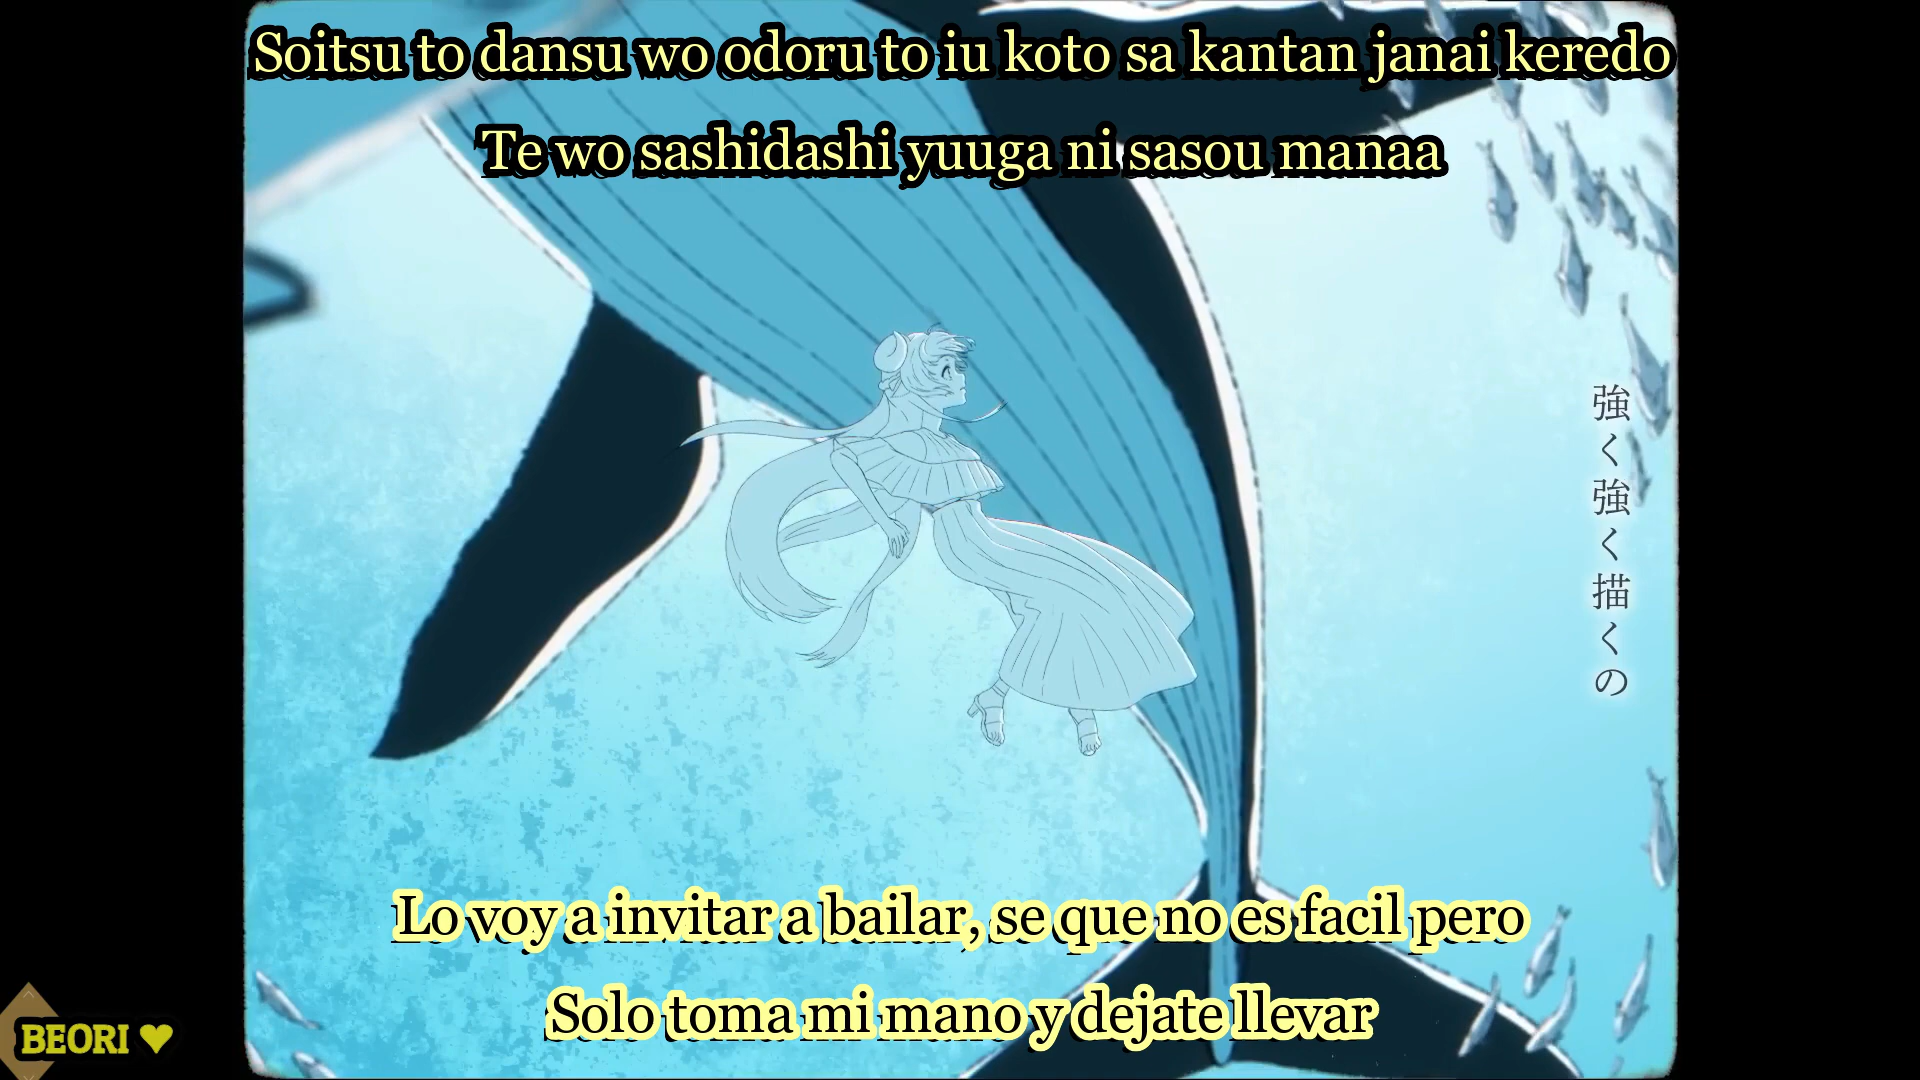 Soitsu to dansu wo odoru to iu koto sa kantan janai keredo
Te wo sashidashi yuuga ni sasou manaa
強く強く描くの
Lo voy a invitar a bailar, se que no es facil pero
Solo toma mi mano y dejate llevar
BEORI ♥